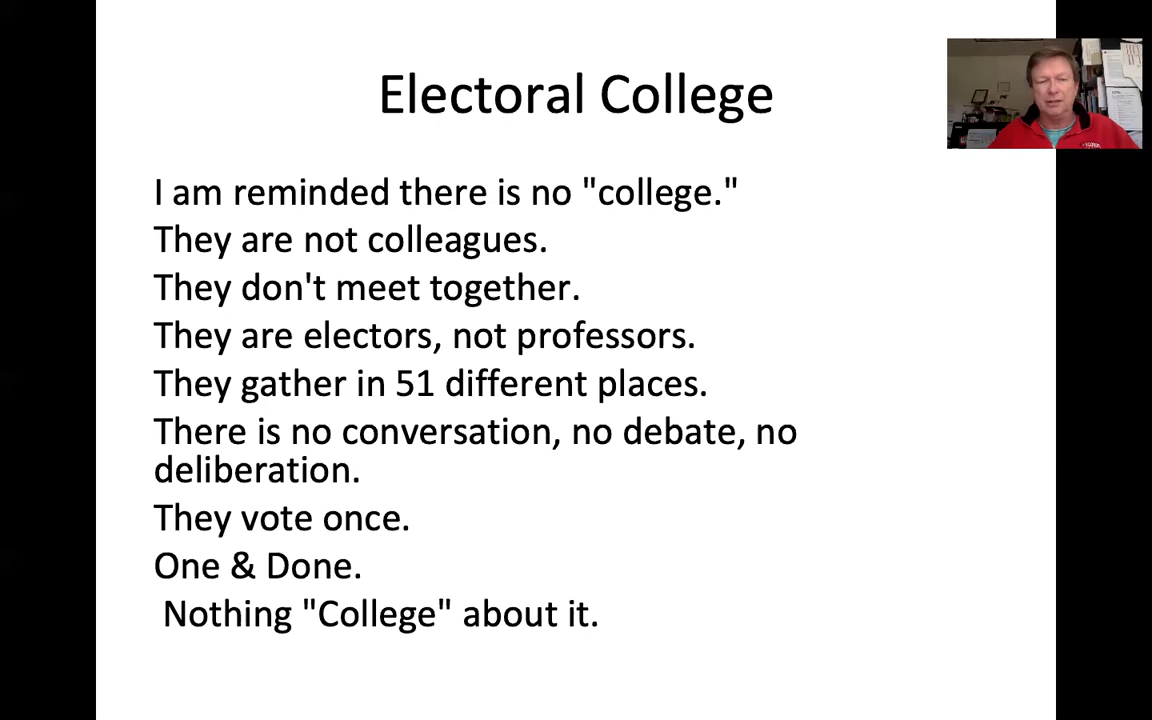 Electoral College
I am reminded there is no "college."
They are not colleagues.
They don't meet together.
They are electors, not professors.
They gather in 51 different places.
There is no conversation, no debate, no
deliberation.
They vote once.
One & Done.
Nothing "College" about it.